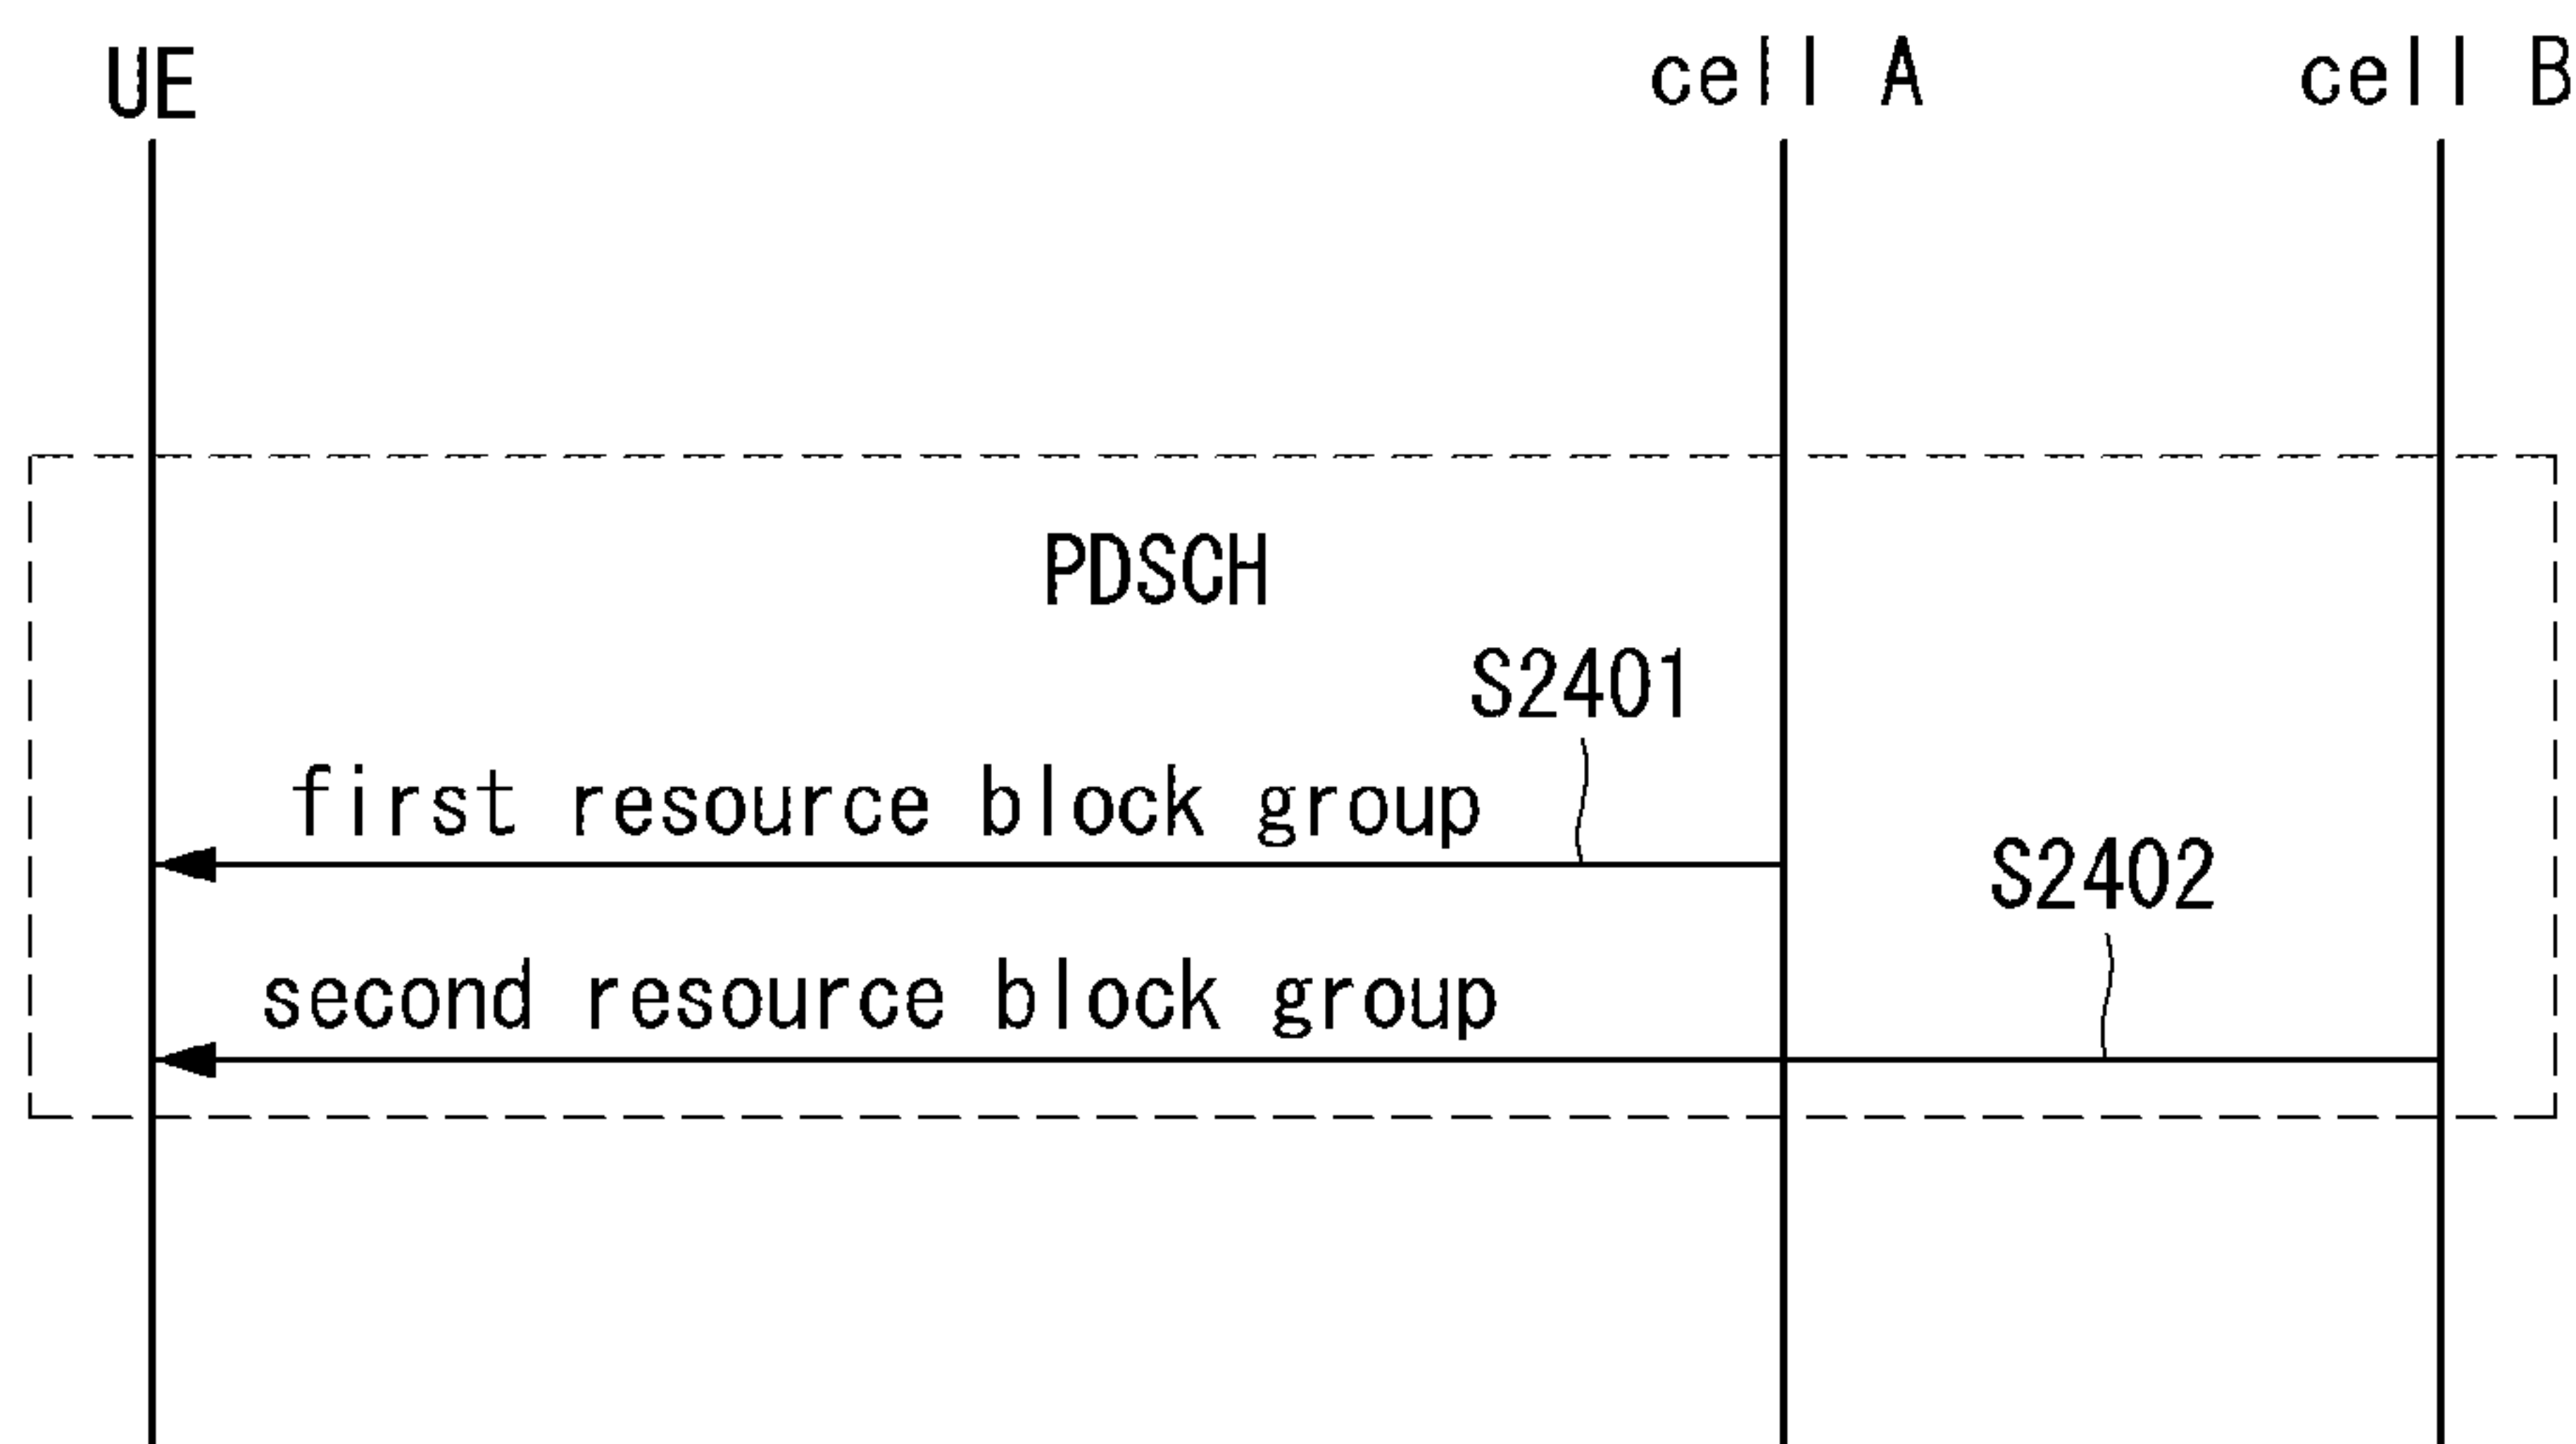 UE
cell A
cell B
PDSCH
S2401
first resource block group
S2402
second resource block group